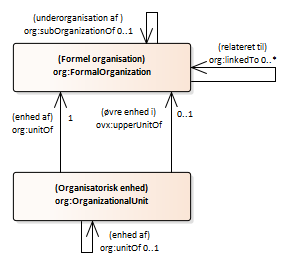 (underorganisation af )
org:subOrganizationOf 0..1
(Formel organisation)
org:FormalOrganization
(relateret til)
org:linkedTo 0..*
(enhed af)
org:unitOf
1
(øvre enhed i)
ovx:upperUnitOf
0..1
(Organisatorisk enhed)
org:OrganizationalUnit
(enhed af)
org:unitOf 0..1